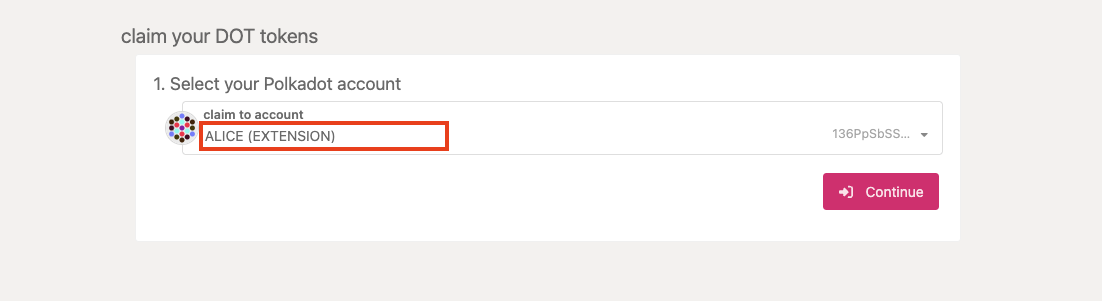 claim your DOT tokens
1. Select your Polkadot account
claim to account
ALICE (EXTENSION) 136PpSbSS...
Continue